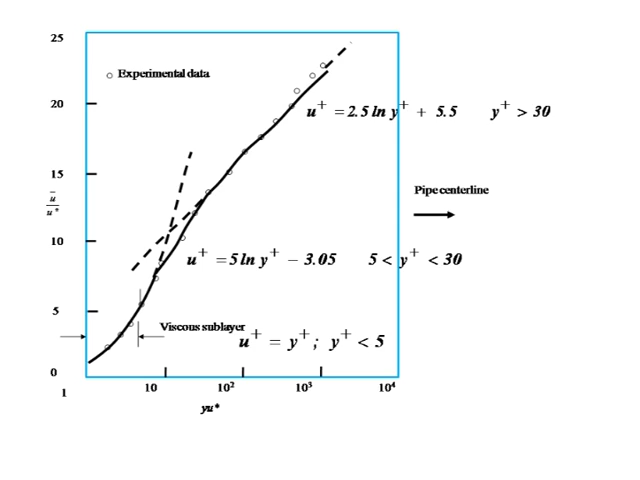 25
Experimental data
20
u⁺ = 2.5 ln y⁺ + 5.5 y⁺ > 30
15
ū
u*
Pipe centerline
10
u⁺ = 5 ln y⁺ − 3.05 5 < y⁺ < 30
5
Viscous sublayer
u⁺ = y⁺; y⁺ < 5
0
1 10 10² 10³ 10⁴
yu*